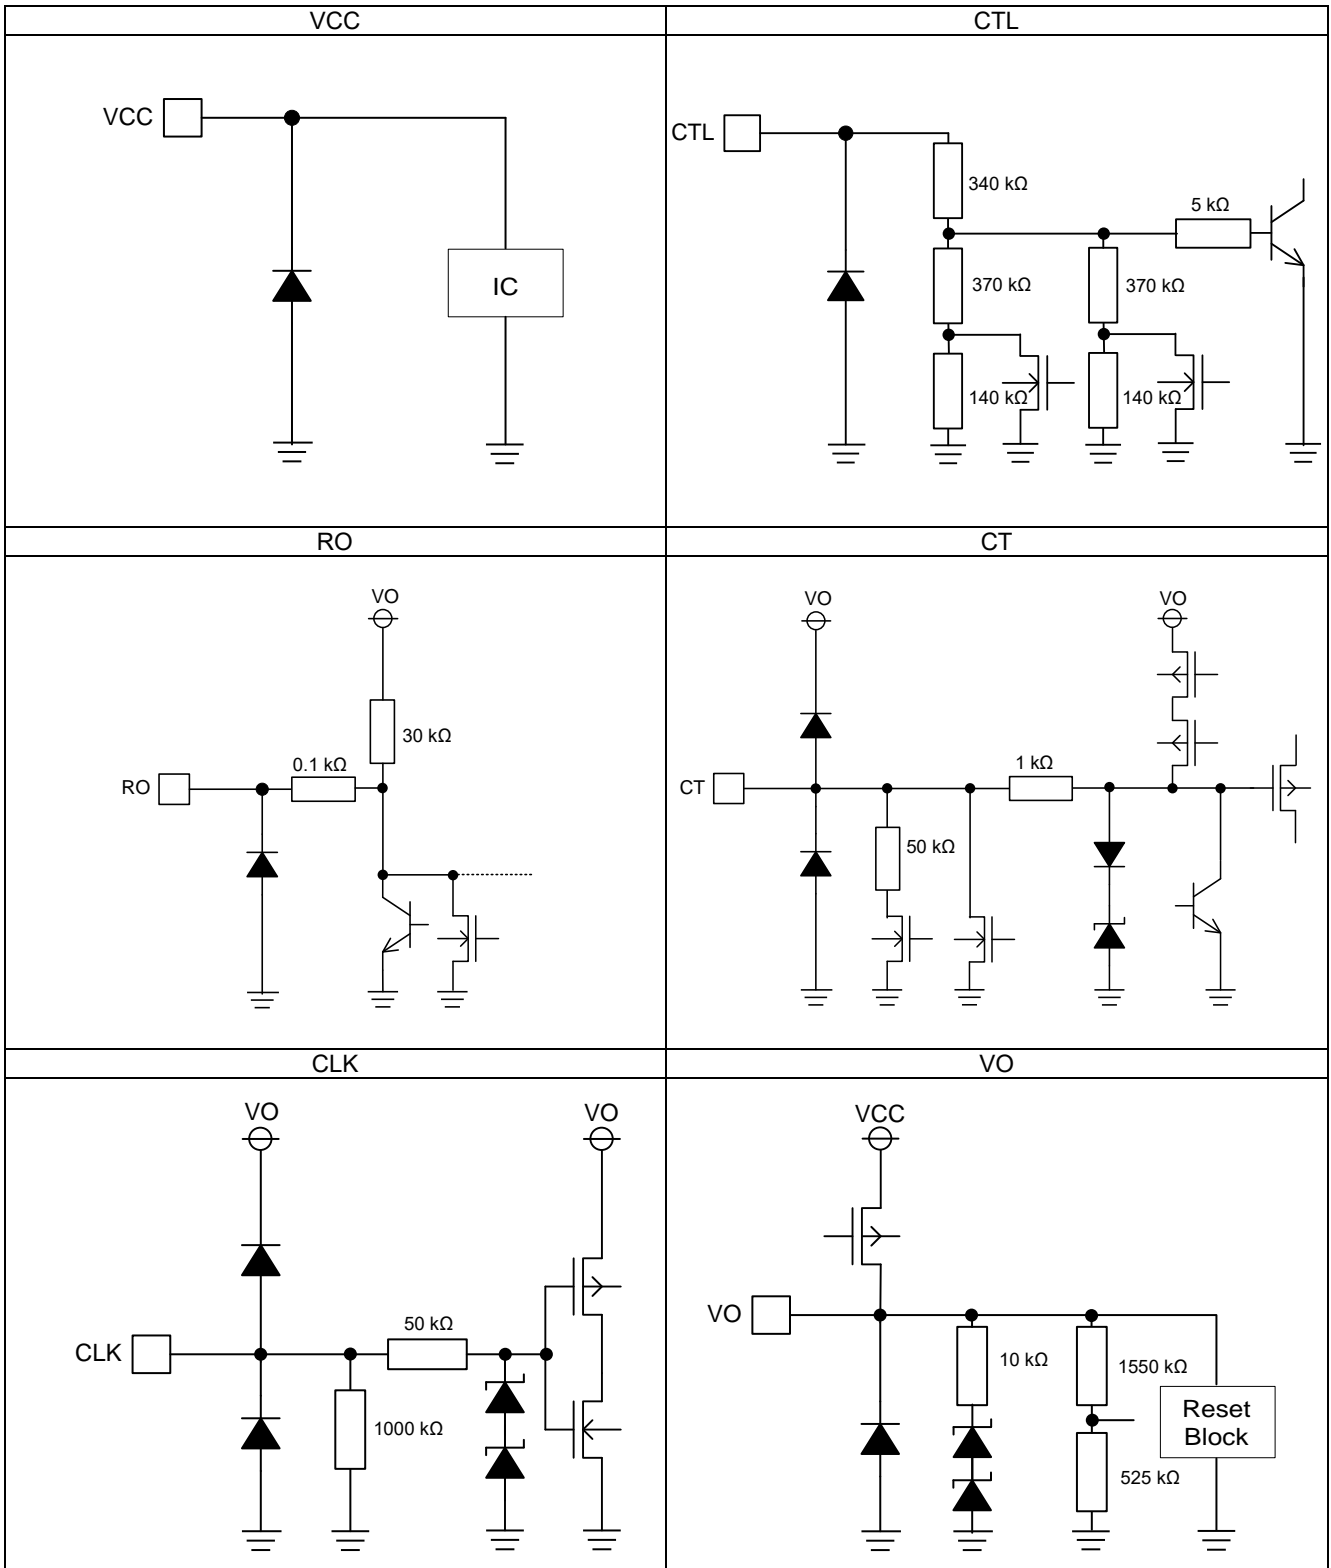 VCC
CTL
VCC
IC
CTL
340 kΩ
5 kΩ
370 kΩ
370 kΩ
140 kΩ
140 kΩ
RO
CT
VO
30 kΩ
0.1 kΩ
RO
VO
VO
1 kΩ
CT
50 kΩ
CLK
VO
VO
VO
50 kΩ
CLK
1000 kΩ
VCC
VO
10 kΩ
1550 kΩ
Reset
Block
525 kΩ